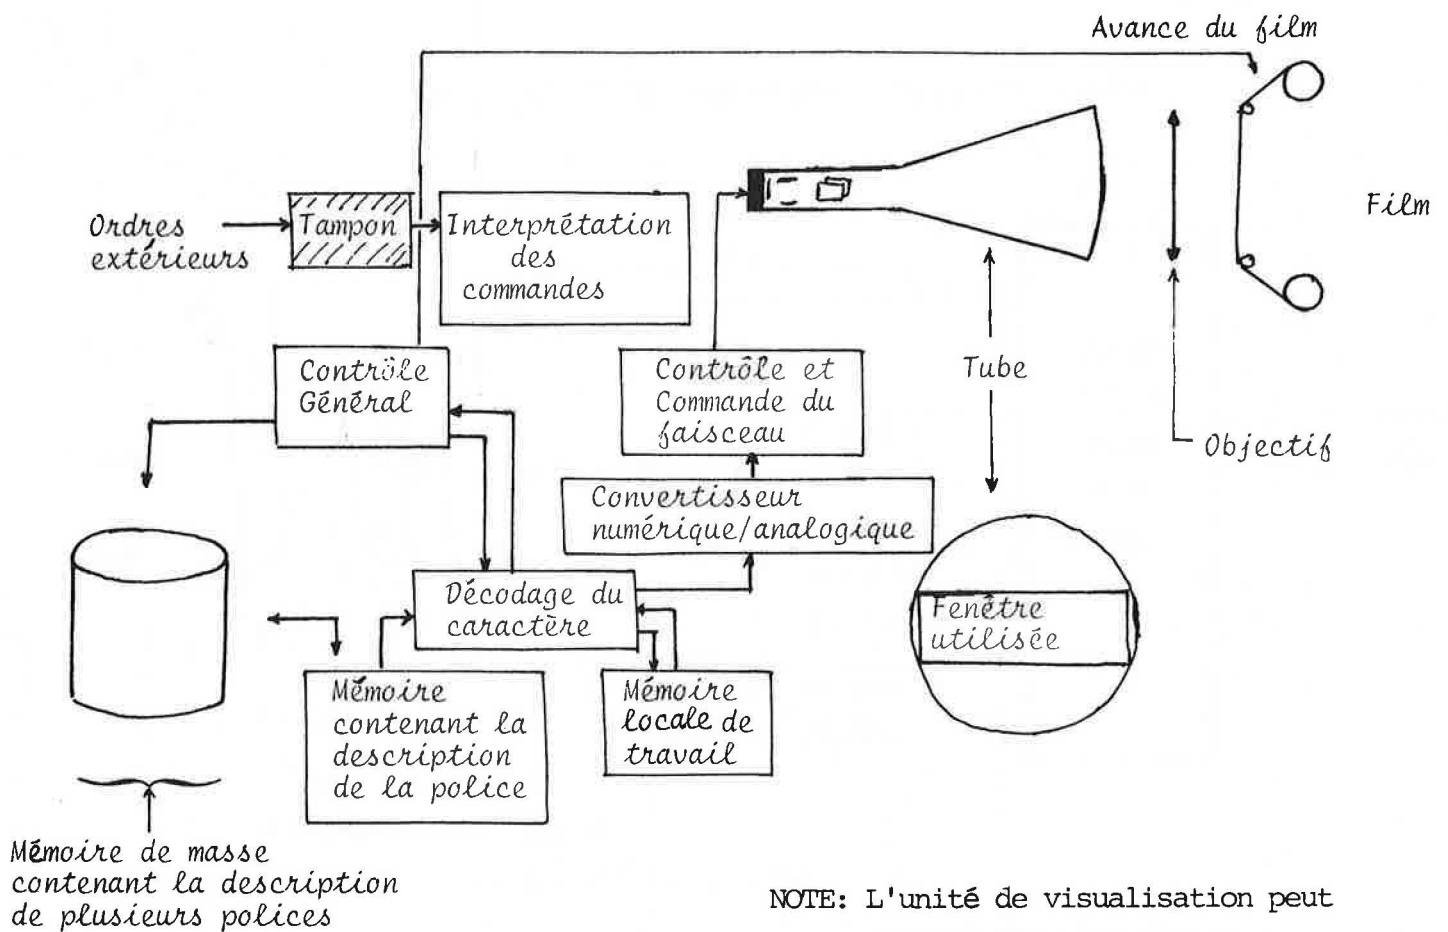 Avance du film
Ordres
extérieurs
Tampon
Interprétation
des
commandes
Film
Contrôle
Général
Contrôle et
Commande du
faisceau
Tube
Objectif
Convertisseur
numérique/analogique
Décodage du
caractère
Fenêtre
utilisée
Mémoire
contenant la
description
de la police
Mémoire
locale de
travail
Mémoire de masse
contenant la description
de plusieurs polices
NOTE: L'unité de visualisation peut